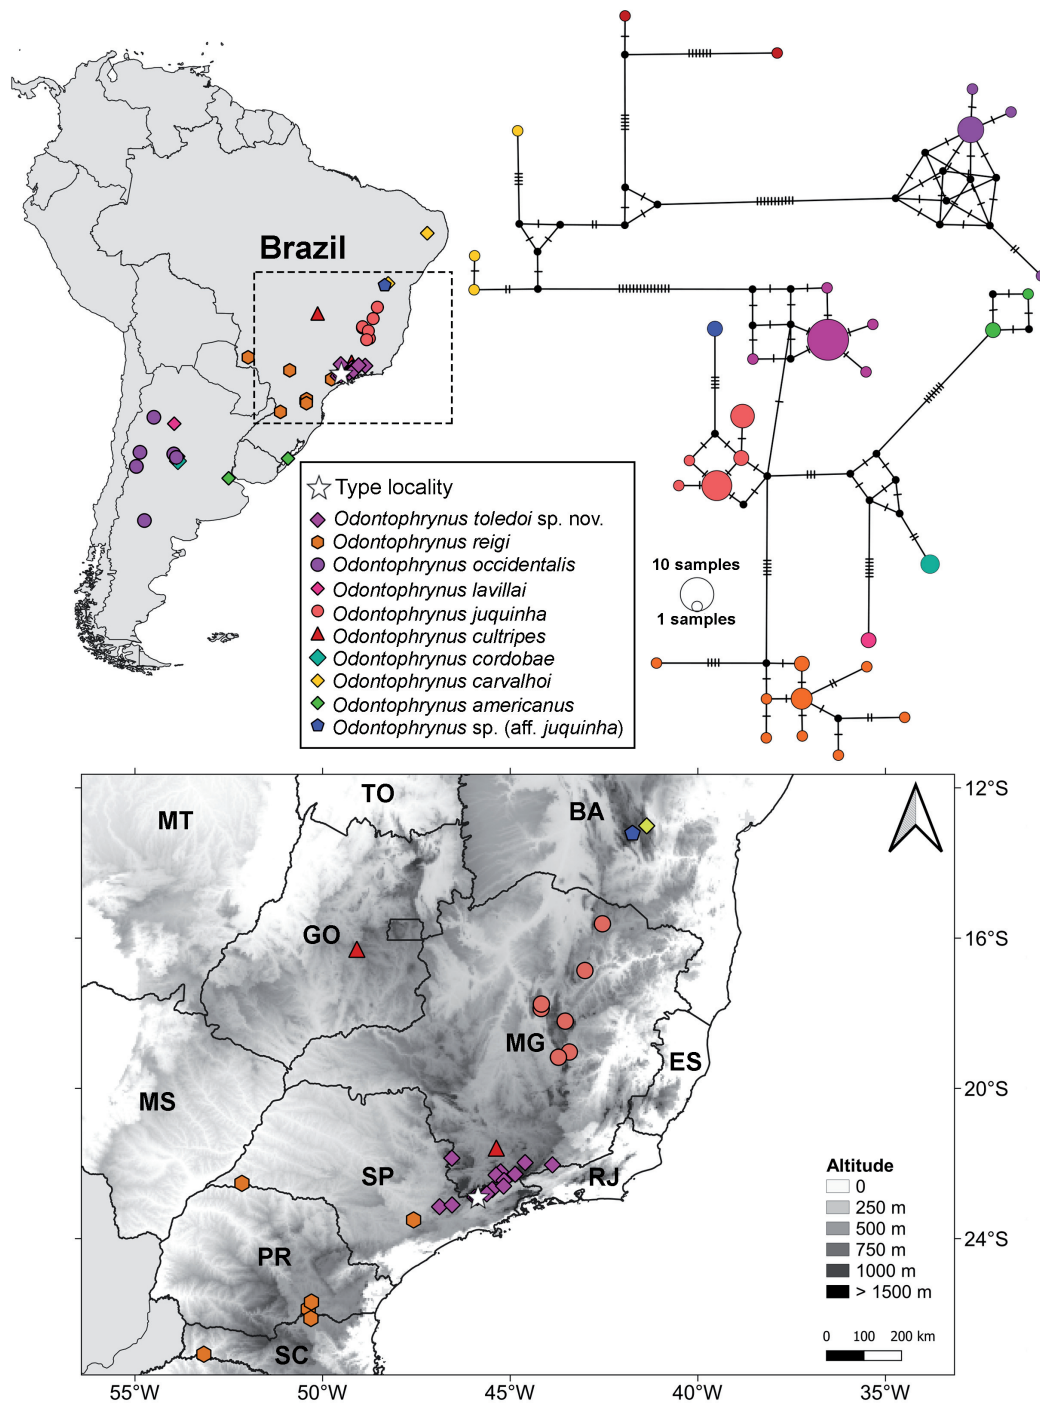 Brazil
Type locality
Odontophrynus toledoi sp. nov.
Odontophrynus reigi
Odontophrynus occidentalis
Odontophrynus lavillai
Odontophrynus juquinha
Odontophrynus cultripes
Odontophrynus cordobae
Odontophrynus carvalhoi
Odontophrynus americanus
Odontophrynus sp. (aff. juquinha)
10 samples
1 samples
MT
TO
BA
GO
MG
ES
MS
SP
RJ
PR
SC
12°S
16°S
20°S
24°S
Altitude
0
250 m
500 m
750 m
1000 m
> 1500 m
0 100 200 km
55°W 50°W 45°W 40°W 35°W